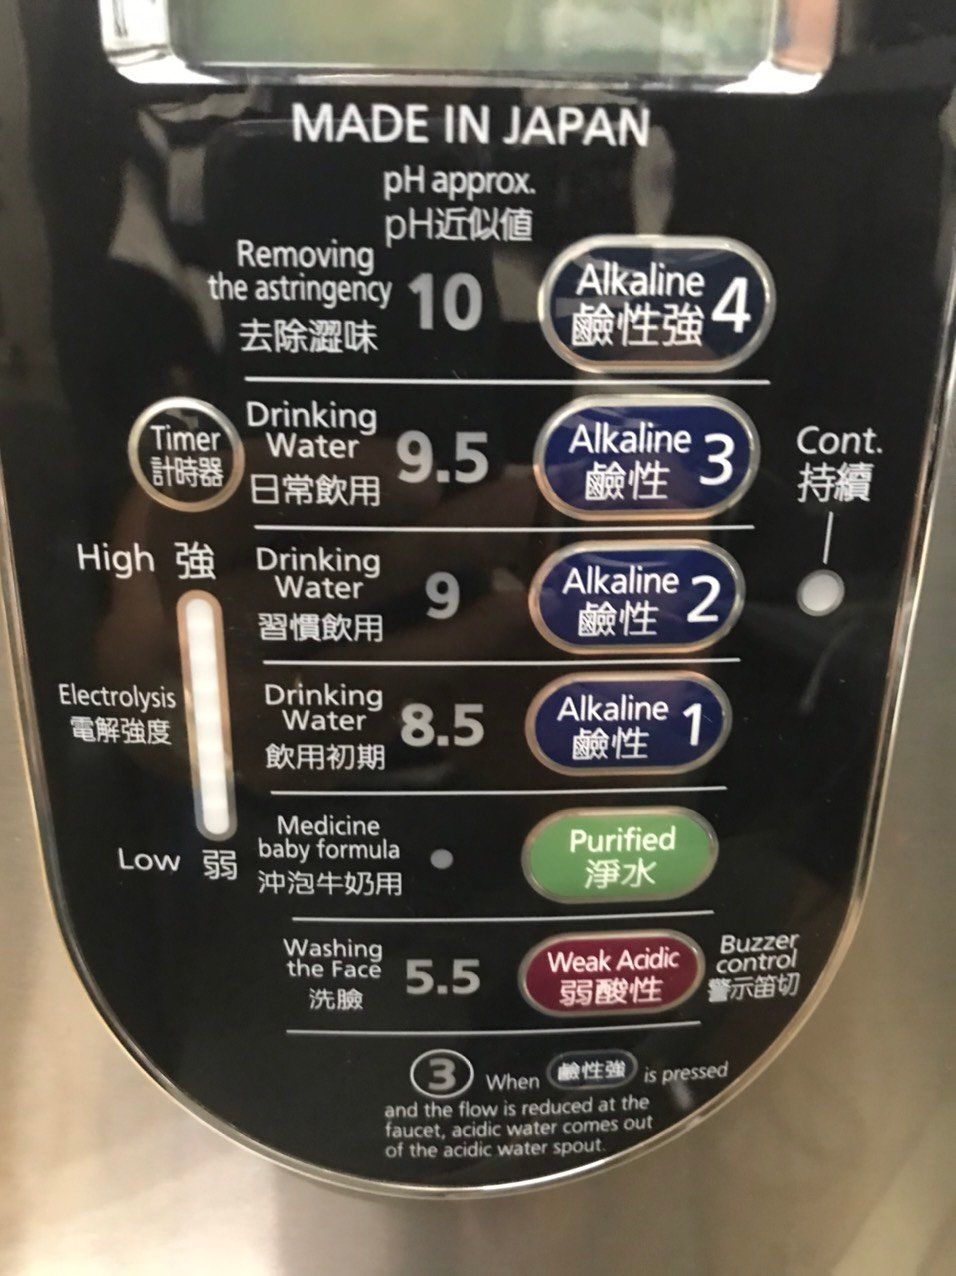 MADE IN JAPAN
pH approx.
pH近似值
Removing
the astringency
去除澀味
10
Alkaline
鹼性強
4
Timer
計時器
Drinking
Water
日常飲用
9.5
Alkaline
鹼性
3
Cont.
持續
High 強
Drinking
Water
習慣飲用
9
Alkaline
鹼性
2
Electrolysis
電解強度
Drinking
Water
飲用初期
8.5
Alkaline
鹼性
1
Low 弱
Medicine
baby formula
沖泡牛奶用
Purified
淨水
Washing
the Face
洗臉
5.5
Weak Acidic
弱酸性
Buzzer
control
警示笛切
3 When 鹼性強 is pressed
and the flow is reduced at the
faucet, acidic water comes out
of the acidic water spout.